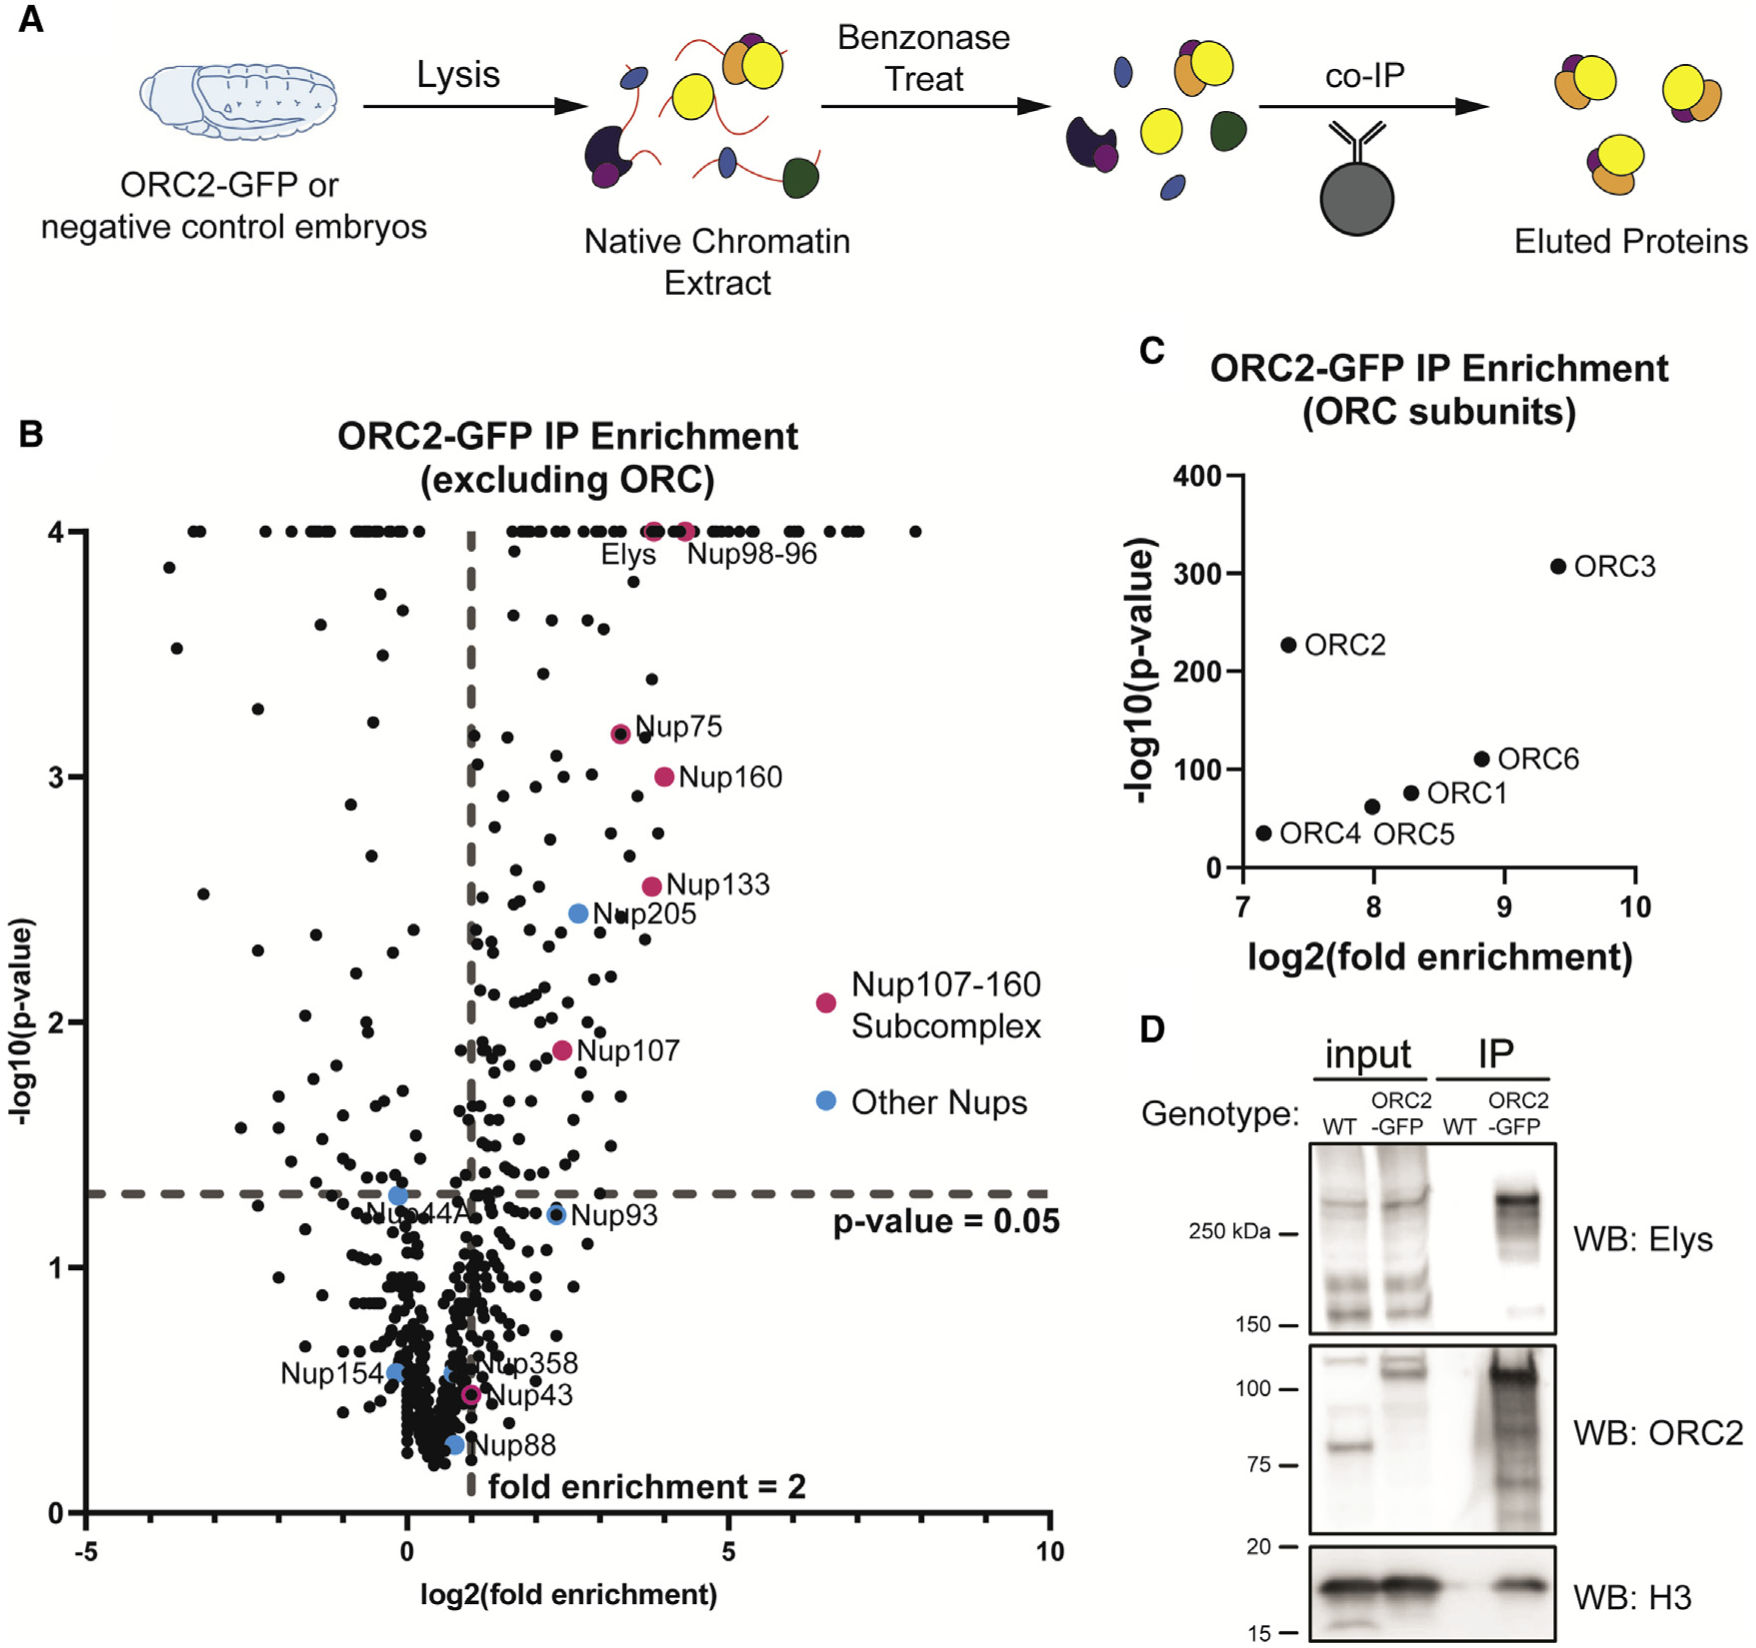 A
Lysis
Benzonase
Treat
co-IP
ORC2-GFP or
negative control embryos
Native Chromatin
Extract
Eluted Proteins
B
ORC2-GFP IP Enrichment
(excluding ORC)
-log10(p-value)
4
3
2
1
0
-5
0
5
10
log2(fold enrichment)
Elys
Nup98-96
Nup75
Nup160
Nup133
Nup205
Nup107
Nup44A
Nup93
p-value = 0.05
Nup154
Nup358
Nup43
Nup88
fold enrichment = 2
Nup107-160
Subcomplex
Other Nups
C
ORC2-GFP IP Enrichment
(ORC subunits)
-log10(p-value)
400
300
200
100
0
7
8
9
10
log2(fold enrichment)
ORC3
ORC2
ORC6
ORC1
ORC4
ORC5
D
input
IP
Genotype:
WT
ORC2
-GFP
WT
ORC2
-GFP
250 kDa
150
WB: Elys
100
75
WB: ORC2
20
15
WB: H3